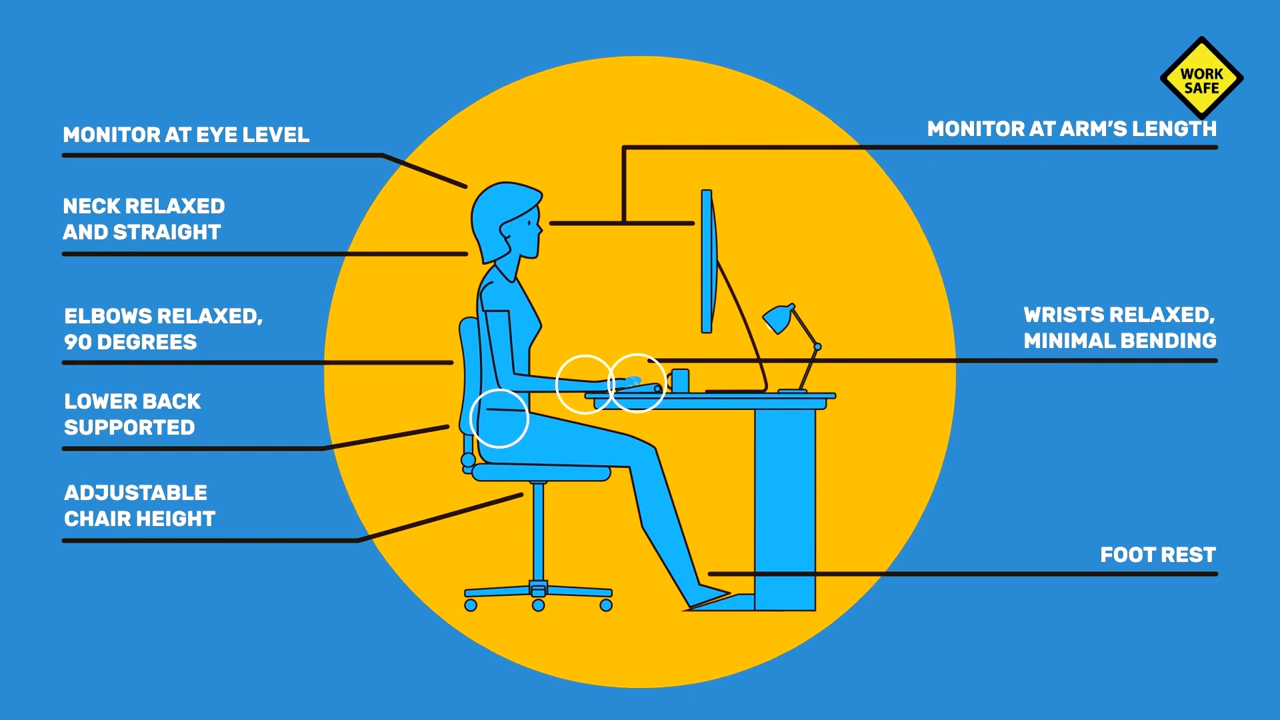 WORK
SAFE
MONITOR AT EYE LEVEL
NECK RELAXED
AND STRAIGHT
ELBOWS RELAXED,
90 DEGREES
LOWER BACK
SUPPORTED
ADJUSTABLE
CHAIR HEIGHT
MONITOR AT ARM'S LENGTH
WRISTS RELAXED,
MINIMAL BENDING
FOOT REST